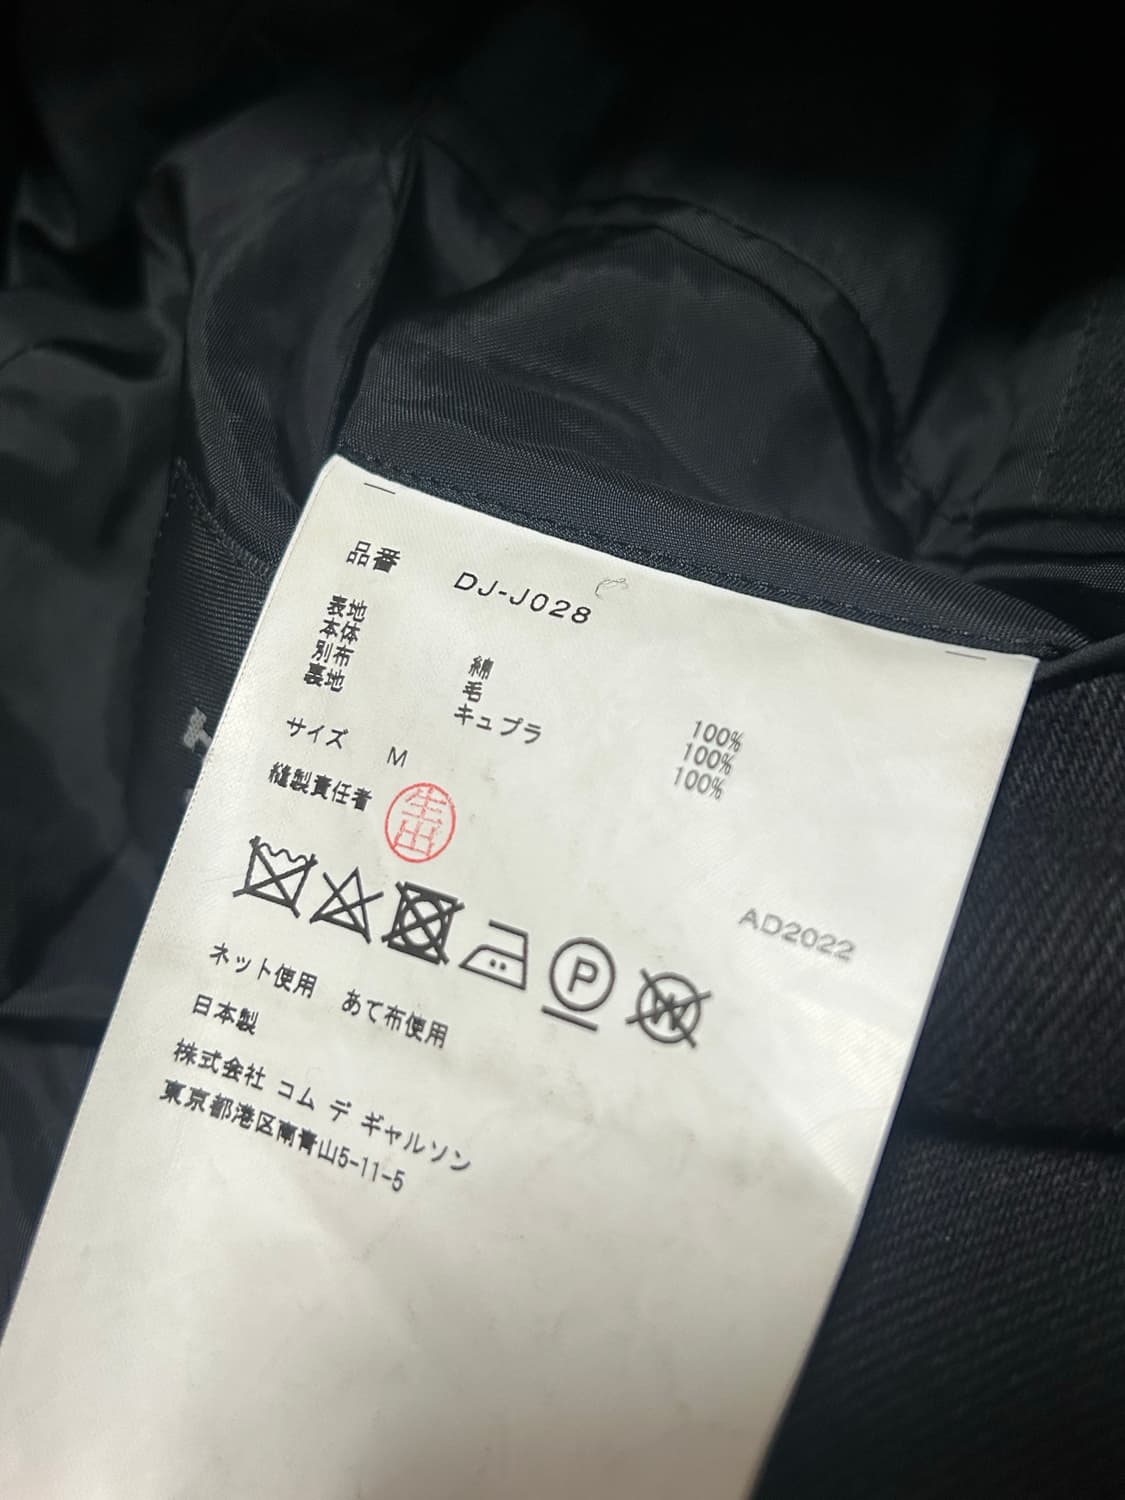 品番 DJ-J028
表地
本体 綿 100%
別布 毛 100%
裏地 キュプラ 100%
サイズ M
縫製責任者 生出
AD2022
P
W
ネット使用 あて布使用
日本製
株式会社 コム デ ギャルソン
東京都港区南青山5-11-5